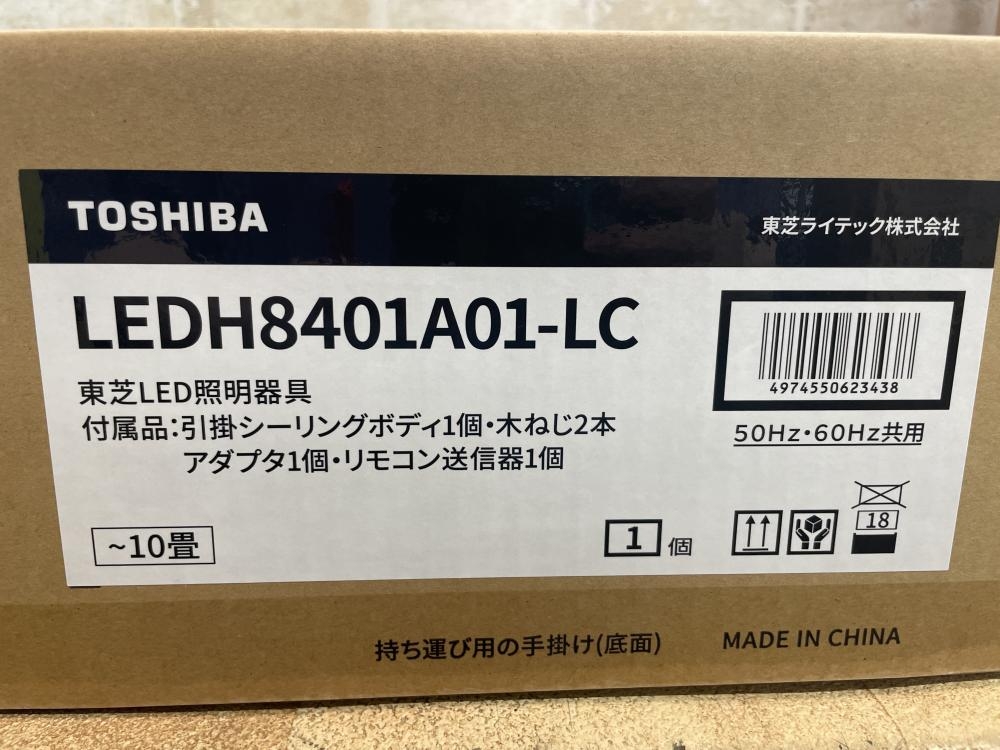 TOSHIBA
東芝ライテック株式会社
LEDH8401A01-LC
4974550623438
東芝LED照明器具
付属品:引掛シーリングボディ1個・木ねじ2本
アダプタ1個・リモコン送信器1個
50Hz・60Hz共用
~10畳
1個
18
持ち運び用の手掛け(底面)
MADE IN CHINA